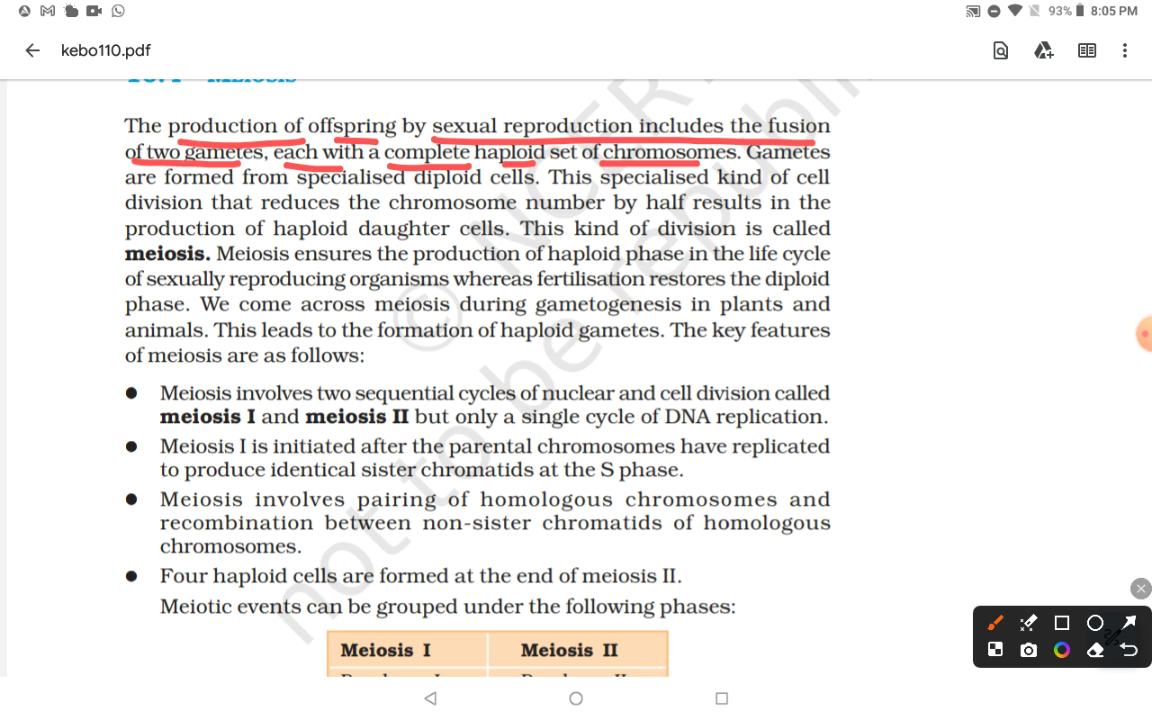 93% 8:05 PM
kebo110.pdf
10.4 MEIOSIS
The production of offspring by sexual reproduction includes the fusion
of two gametes, each with a complete haploid set of chromosomes. Gametes
are formed from specialised diploid cells. This specialised kind of cell
division that reduces the chromosome number by half results in the
production of haploid daughter cells. This kind of division is called
meiosis. Meiosis ensures the production of haploid phase in the life cycle
of sexually reproducing organisms whereas fertilisation restores the diploid
phase. We come across meiosis during gametogenesis in plants and
animals. This leads to the formation of haploid gametes. The key features
of meiosis are as follows:
● Meiosis involves two sequential cycles of nuclear and cell division called
meiosis I and meiosis II but only a single cycle of DNA replication.
● Meiosis I is initiated after the parental chromosomes have replicated
to produce identical sister chromatids at the S phase.
● Meiosis involves pairing of homologous chromosomes and
recombination between non-sister chromatids of homologous
chromosomes.
● Four haploid cells are formed at the end of meiosis II.
Meiotic events can be grouped under the following phases:
Meiosis I Meiosis II
© NCER
not to be republi